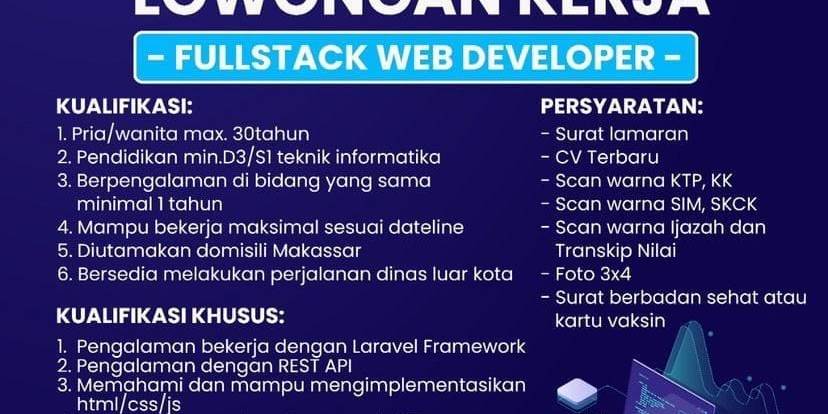 LOWONGAN KERJA
- FULLSTACK WEB DEVELOPER -
KUALIFIKASI:
1. Pria/wanita max. 30tahun
2. Pendidikan min.D3/S1 teknik informatika
3. Berpengalaman di bidang yang sama
minimal 1 tahun
4. Mampu bekerja maksimal sesuai dateline
5. Diutamakan domisili Makassar
6. Bersedia melakukan perjalanan dinas luar kota
KUALIFIKASI KHUSUS:
1. Pengalaman bekerja dengan Laravel Framework
2. Pengalaman dengan REST API
3. Memahami dan mampu mengimplementasikan
html/css/js
PERSYARATAN:
- Surat lamaran
- CV Terbaru
- Scan warna KTP, KK
- Scan warna SIM, SKCK
- Scan warna Ijazah dan
Transkip Nilai
- Foto 3x4
- Surat berbadan sehat atau
kartu vaksin